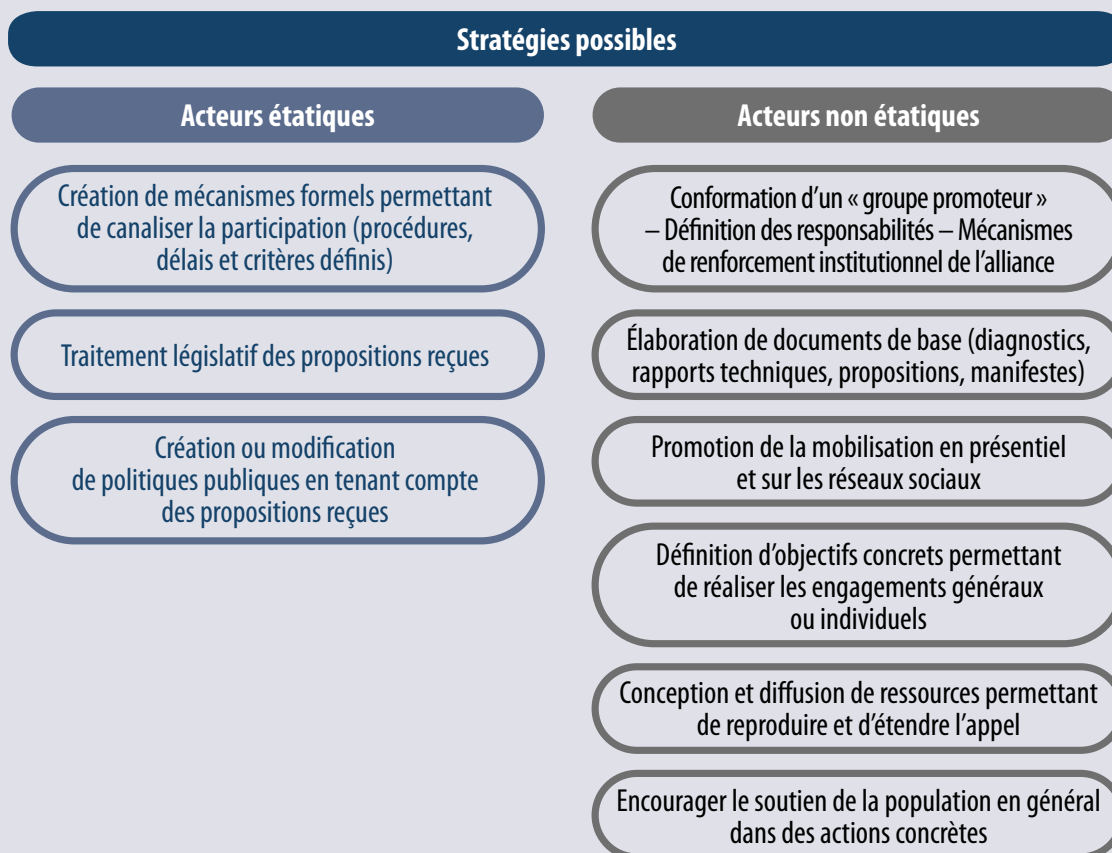 Stratégies possibles
Acteurs étatiques
Création de mécanismes formels permettant
de canaliser la participation (procédures,
délais et critères définis)
Traitement législatif des propositions reçues
Création ou modification
de politiques publiques en tenant compte
des propositions reçues
Acteurs non étatiques
Conformation d’un « groupe promoteur »
– Définition des responsabilités – Mécanismes
de renforcement institutionnel de l’alliance
Élaboration de documents de base (diagnostics,
rapports techniques, propositions, manifestes)
Promotion de la mobilisation en présentiel
et sur les réseaux sociaux
Définition d’objectifs concrets permettant
de réaliser les engagements généraux
ou individuels
Conception et diffusion de ressources permettant
de reproduire et d’étendre l’appel
Encourager le soutien de la population en général
dans des actions concrètes